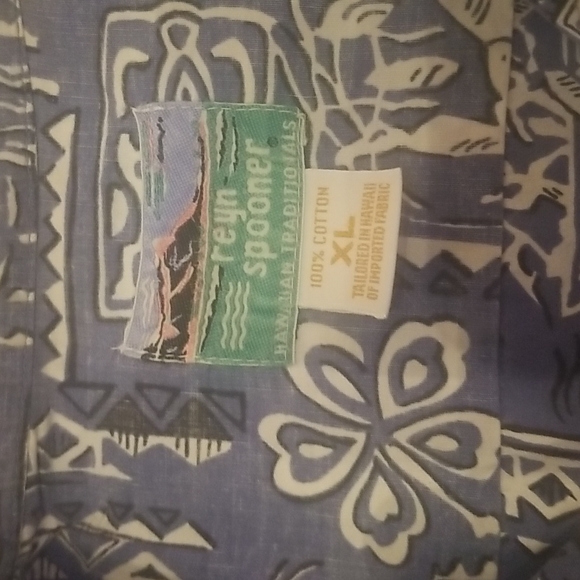 reyn
spooner©
HAWAIIAN TRADITIONALS
100% COTTON
XL
TAILORED IN HAWAII
OF IMPORTED FABRIC